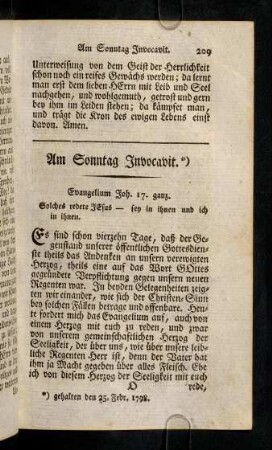 Am Sonntag Invocavit. 209
Unterweisung von dem Geist der Herrlichkeit
schon noch ein reifes Gewächs werden; da lernt
man erst dem lieben HErrn mit Leib und Seel
nachgehen, und wohlgemuth, getrost und gern
bey ihm im Leiden stehen; da kämpfet man,
und trägt die Kron des ewigen Lebens einst
davon. Amen.
Am Sonntag Invocavit. *)
Evangelium Joh. 17. ganz.
Solches redete JEsus — sey in ihnen und ich
in ihnen.
Es sind schon vierzehn Tage, daß der Ge-
genstand unserer öffentlichen Gottesdien-
ste theils das Andenken an unsern verewigten
Herzog, theils eine auf das Wort GOttes
gegründete Verpflichtung gegen unsern neuen
Regenten war. In beyden Gelegenheiten zeig-
ten wir einander, wie sich der Christen-Sinn
bey solchen Fällen betrage und offenbare. Heu-
te fordert mich das Evangelium auf, auch von
einem Herzog mit euch zu reden, und zwar
von unserem gemeinschaftlichen Herzog der
Seeligkeit, der über uns, wie über unsere leib-
liche Regenten Herr ist, denn der Vater hat
ihm ja Macht gegeben über alles Fleisch. Ehe
ich von diesem Herzog der Seeligkeit mit euch
O rede,
*) gehalten den 25. Febr. 1798.